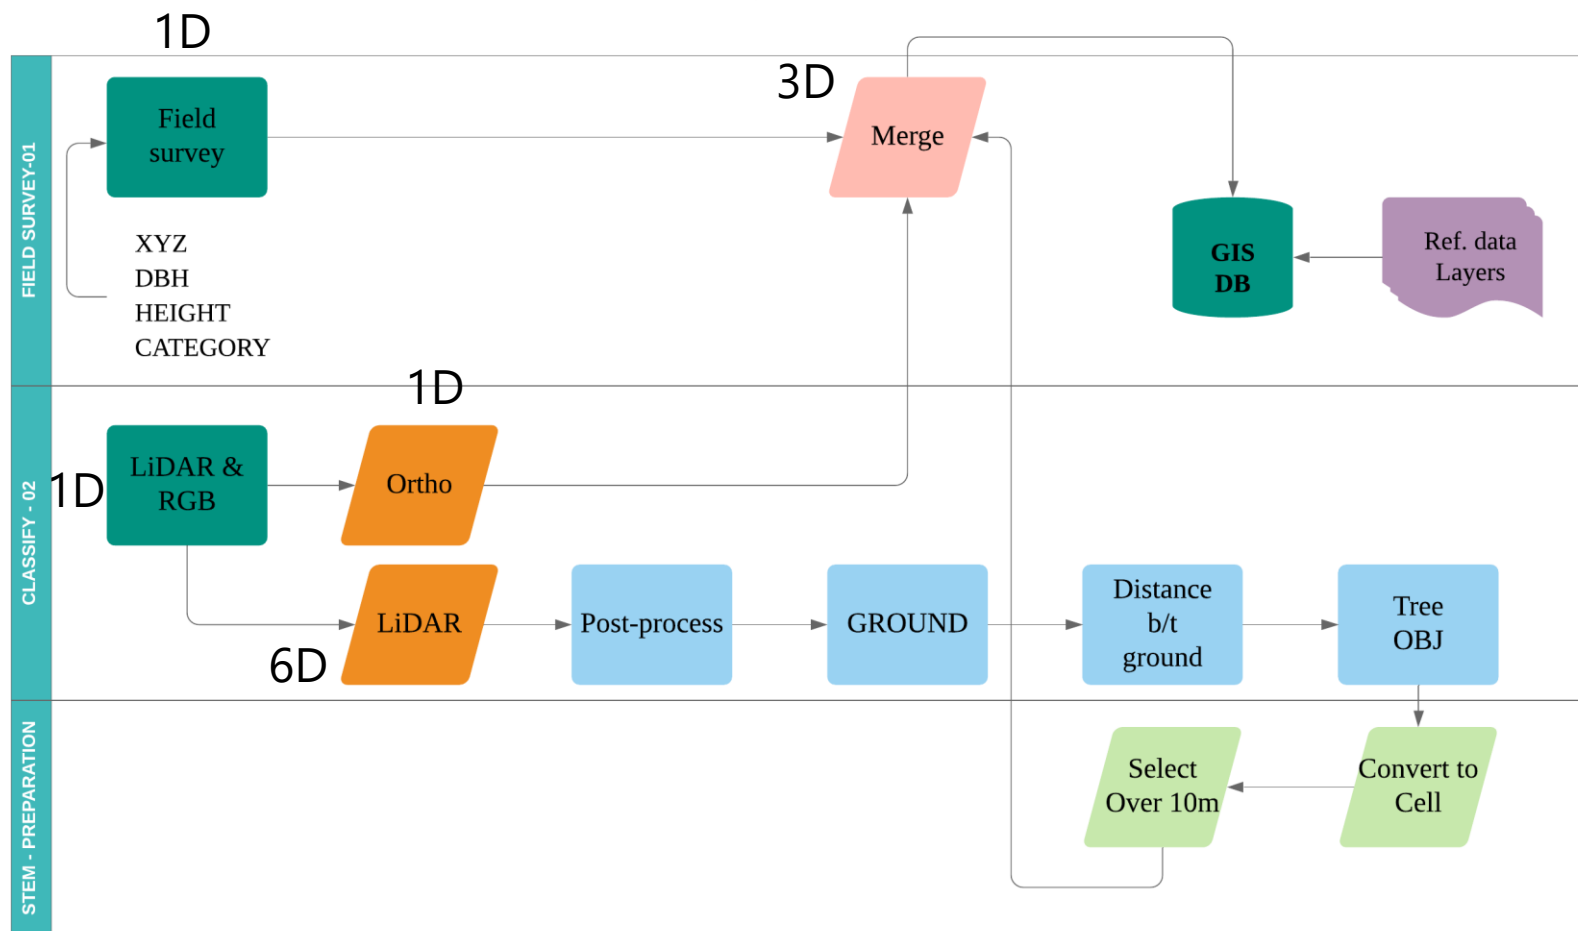 1D
FIELD SURVEY-01
Field
survey
3D
Merge
XYZ
DBH
HEIGHT
CATEGORY
GIS
DB
Ref. data
Layers
CLASSIFY - 02
1D
1D
LiDAR &
RGB
Ortho
6D
LiDAR
Post-process
GROUND
Distance
b/t
ground
Tree
OBJ
STEM - PREPARATION
Select
Over 10m
Convert to
Cell